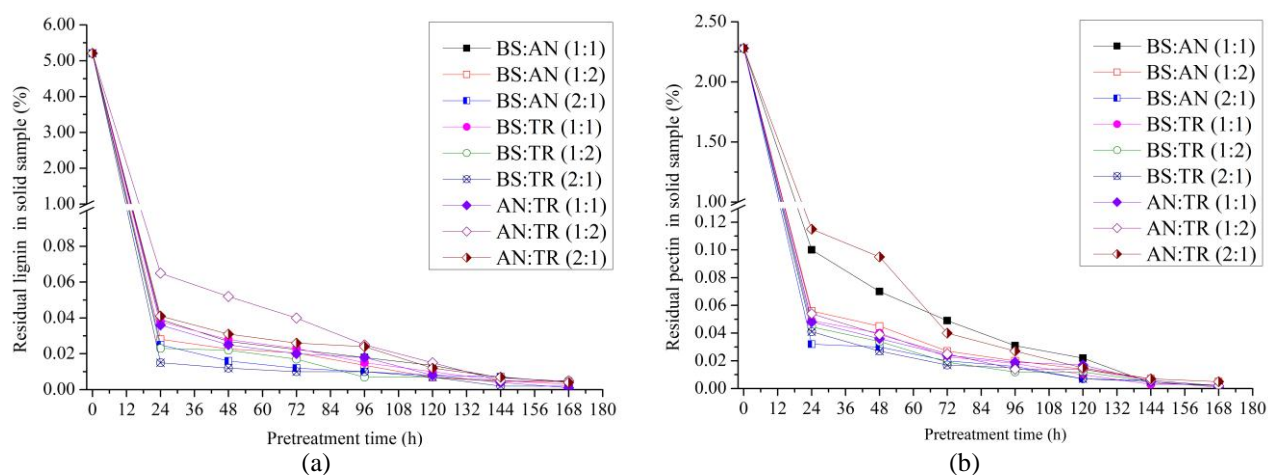 6.00
5.00
4.00
3.00
2.00
1.00
0.08
0.06
0.04
0.02
0.00
Residual lignin in solid sample (%)
BS:AN (1:1)
BS:AN (1:2)
BS:AN (2:1)
BS:TR (1:1)
BS:TR (1:2)
BS:TR (2:1)
AN:TR (1:1)
AN:TR (1:2)
AN:TR (2:1)
0 12 24 36 48 60 72 84 96 108 120 132 144 156 168 180
Pretreatment time (h)
(a)
2.50
2.00
1.50
1.00
0.12
0.10
0.08
0.06
0.04
0.02
0.00
Residual pectin in solid sample (%)
BS:AN (1:1)
BS:AN (1:2)
BS:AN (2:1)
BS:TR (1:1)
BS:TR (1:2)
BS:TR (2:1)
AN:TR (1:1)
AN:TR (1:2)
AN:TR (2:1)
0 12 24 36 48 60 72 84 96 108 120 132 144 156 168 180
Pretreatment time (h)
(b)